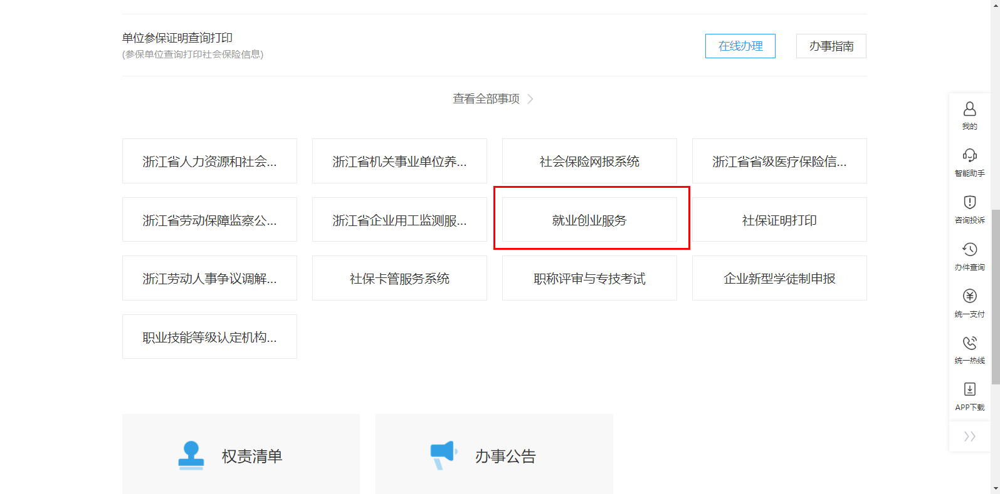 单位参保证明查询打印
(参保单位查询打印社会保险信息)
在线办理
办事指南
查看全部事项
浙江省人力资源和社会...
浙江省机关事业单位养...
社会保险网报系统
浙江省省级医疗保险信...
浙江省劳动保障监察公...
浙江省企业用工监测服...
就业创业服务
社保证明打印
浙江劳动人事争议调解...
社保卡管服务系统
职称评审与专技考试
企业新型学徒制申报
职业技能等级认定机构...
权责清单
办事公告
我的
智能助手
咨询投诉
办件查询
统一支付
统一热线
APP下载